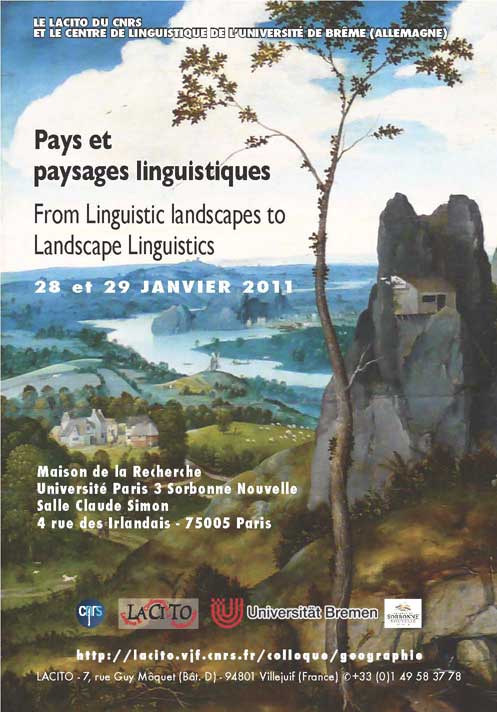 LE LACITO DU CNRS
ET LE CENTRE DE LINGUISTIQUE DE L'UNIVERSITÉ DE BRÊME (ALLEMAGNE)
Pays et
paysages linguistiques
From Linguistic landscapes to
Landscape Linguistics
28 et 29 JANVIER 2011
Maison de la Recherche
Université Paris 3 Sorbonne Nouvelle
Salle Claude Simon
4 rue des Irlandais - 75005 Paris
cnrs LACITO Universität Bremen SORBONNE
NOUVELLE
http://lacito.vjf.cnrs.fr/colloque/geographie
LACITO - 7, rue Guy Môquet (Bât. D) - 94801 Villejuif (France) ✆+33 (0)1 49 58 37 78